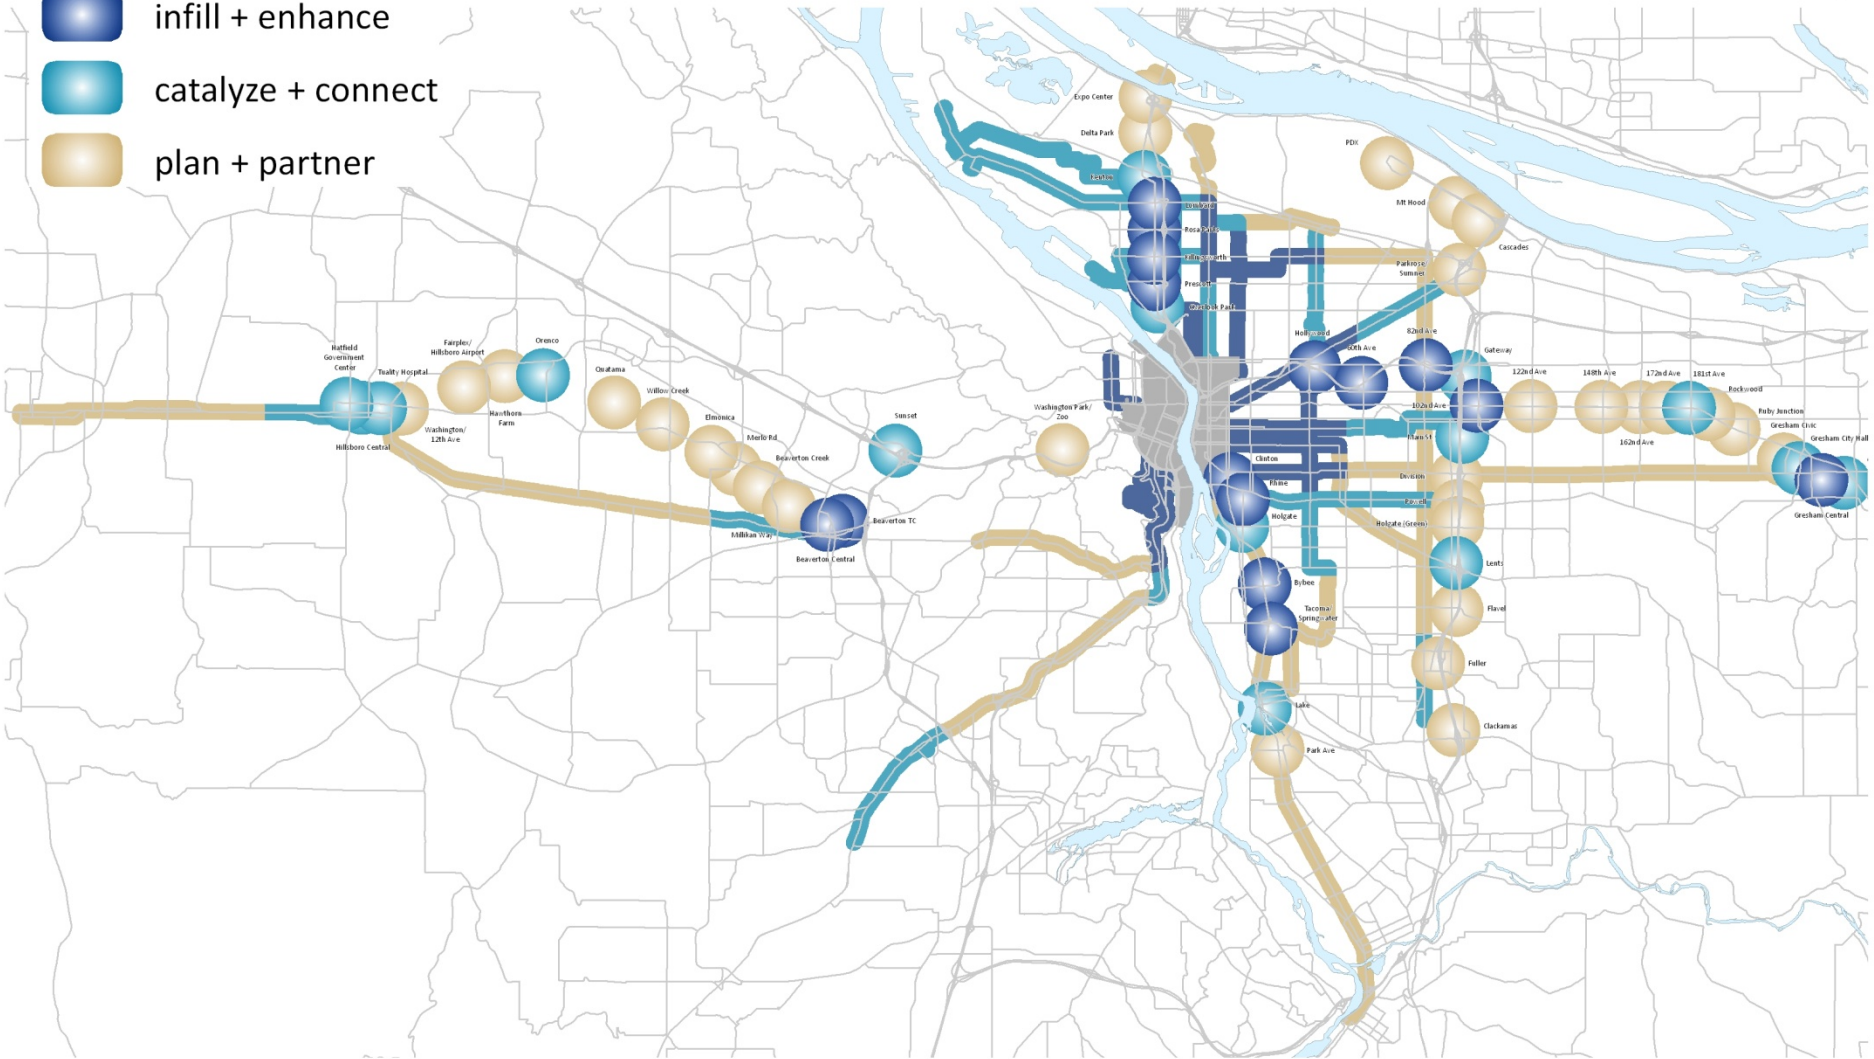 infill + enhance
catalyze + connect
plan + partner
Expo Center
Delta Park
Kenton
Lombard
Rosa Parks
Killingsworth
Prescott
Overlook Park
PDX
Mt Hood
Cascades
Parkrose/
Sumner
Hollywood
60th Ave
82nd Ave
Gateway
102nd Ave
122nd Ave
148th Ave
162nd Ave
172nd Ave
181st Ave
Rockwood
Ruby Junction
Gresham Civic
Gresham City Hall
Gresham Central
Main St
Division
Powell
Holgate (Green)
Lents
Flavel
Fuller
Clackamas
Hatfield
Government
Center
Tuality Hospital
Hillsboro Central
Washington/
12th Ave
Fairplex/
Hillsboro Airport
Hawthorn
Farm
Orenco
Quatama
Willow Creek
Elmonica
Merlo Rd
Beaverton Creek
Millikan Way
Beaverton Central
Beaverton TC
Sunset
Washington Park/
Zoo
Clinton
Rhine
Holgate
Bybee
Tacoma/
Springwater
Lake
Park Ave